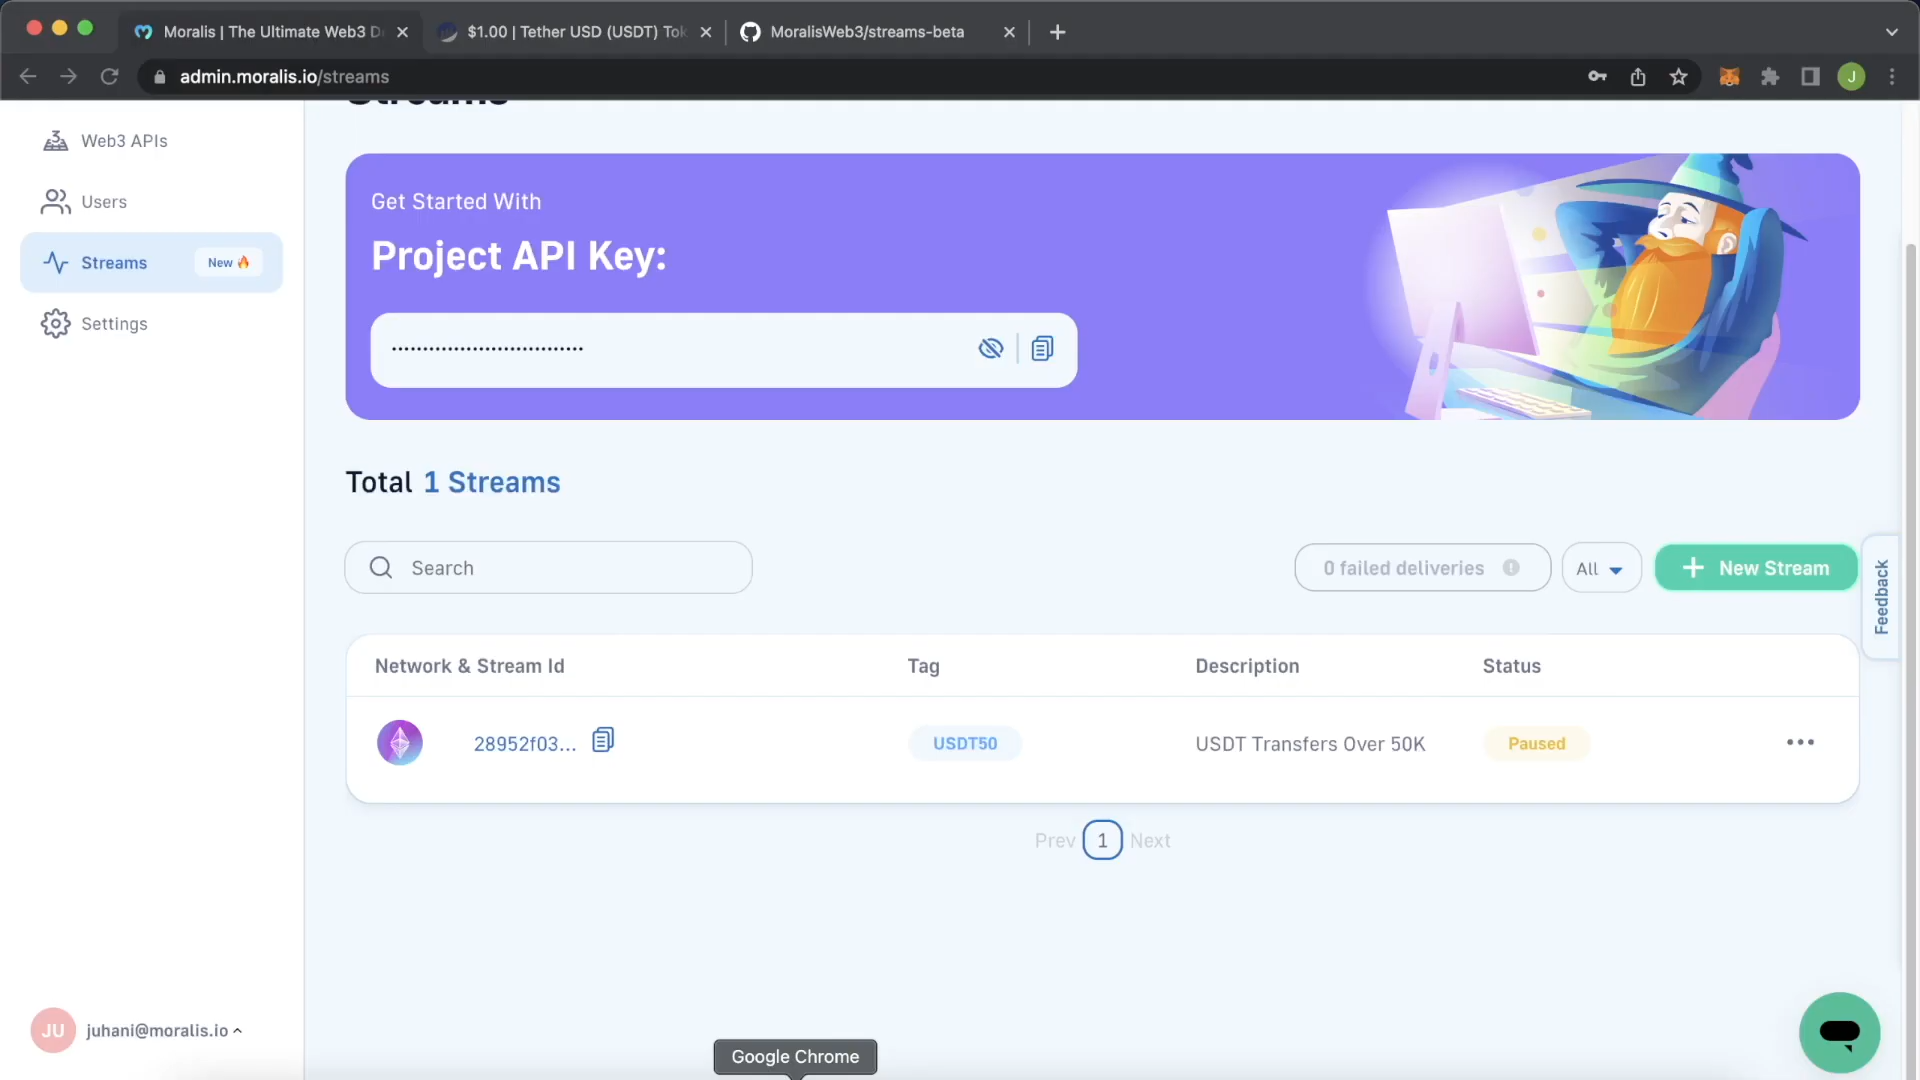 Moralis | The Ultimate Web3 D
$1.00 | Tether USD (USDT) Tok
MoralisWeb3/streams-beta
admin.moralis.io/streams
J
Streams
Web3 APIs
Users
Streams
New 🔥
Settings
Get Started With
Project API Key:
••••••••••••••••••••••••••••••••
Total 1 Streams
Search
0 failed deliveries
All
+ New Stream
Feedback
Network & Stream Id
Tag
Description
Status
28952f03...
USDT50
USDT Transfers Over 50K
Paused
Prev 1 Next
JU
juhani@moralis.io
Google Chrome